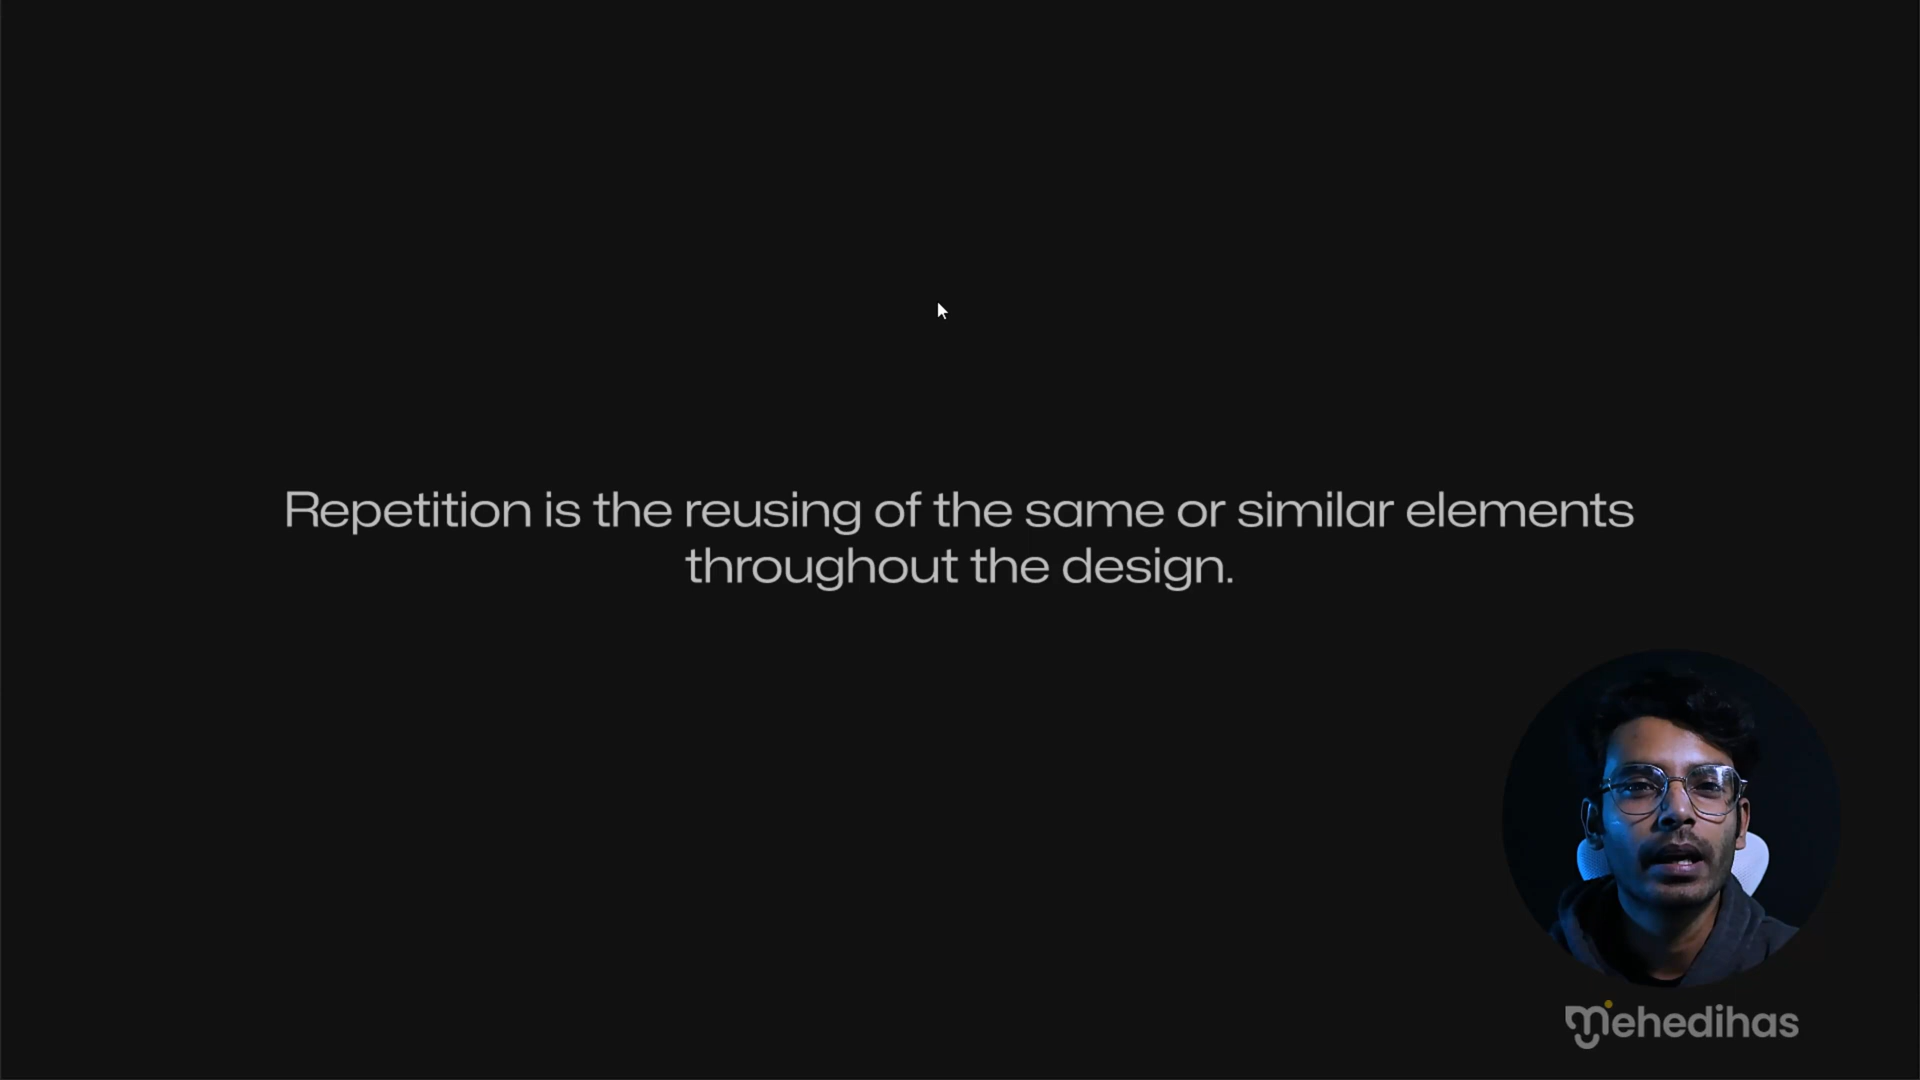 Repetition is the reusing of the same or similar elements
throughout the design.
Mehedihas